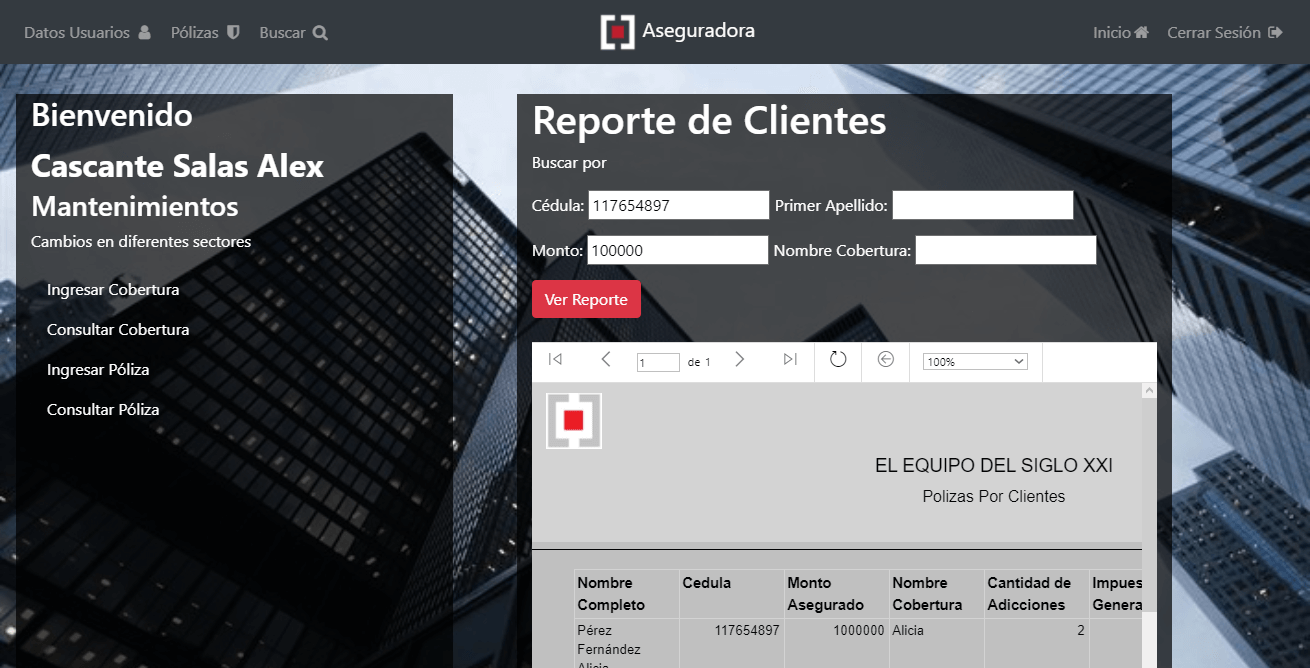 Datos Usuarios Pólizas Buscar Aseguradora Inicio Cerrar Sesión
Bienvenido
Cascante Salas Alex
Mantenimientos
Cambios en diferentes sectores
Ingresar Cobertura
Consultar Cobertura
Ingresar Póliza
Consultar Póliza
Reporte de Clientes
Buscar por
Cédula: 117654897 Primer Apellido:
Monto: 100000 Nombre Cobertura:
Ver Reporte
1 de 1 100%
EL EQUIPO DEL SIGLO XXI
Polizas Por Clientes
Nombre Cedula Monto Nombre Cantidad de Impues
Completo Asegurado Cobertura Adicciones Genera
Pérez 117654897 1000000 Alicia 2
Fernández
Alicia